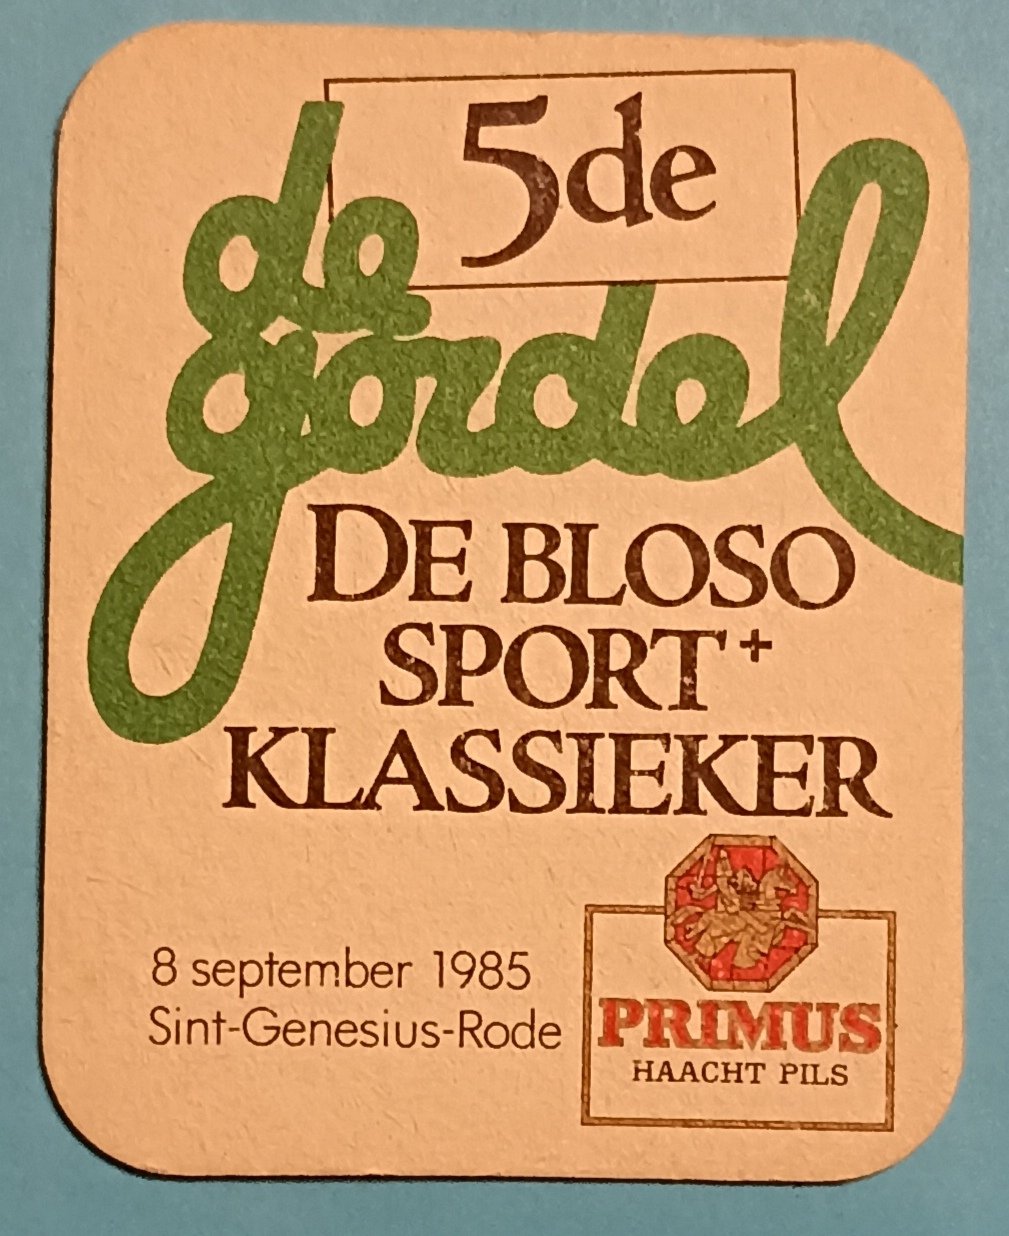 5de
de
gordel
DE BLOSO
SPORT+
KLASSIEKER
8 september 1985
Sint-Genesius-Rode
PRIMUS
HAACHT PILS